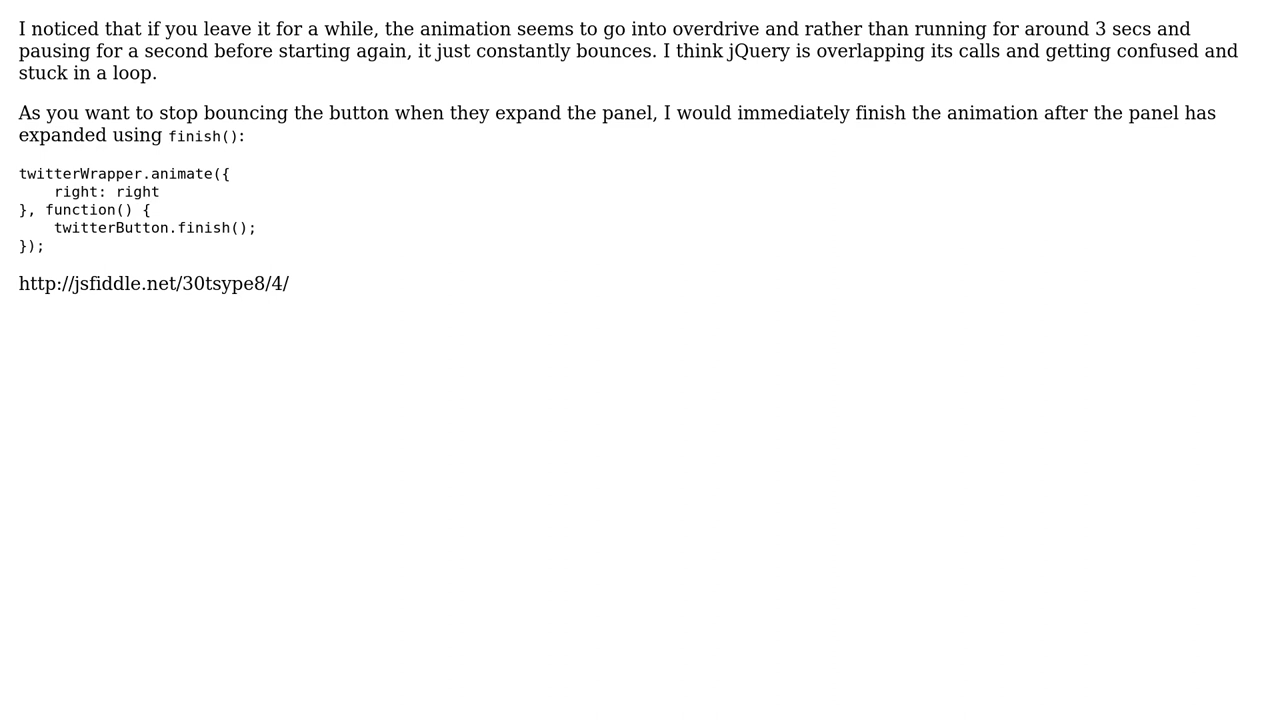 I noticed that if you leave it for a while, the animation seems to go into overdrive and rather than running for around 3 secs and
pausing for a second before starting again, it just constantly bounces. I think jQuery is overlapping its calls and getting confused and
stuck in a loop.
As you want to stop bouncing the button when they expand the panel, I would immediately finish the animation after the panel has
expanded using finish():
twitterWrapper.animate({
    right: right
}, function() {
    twitterButton.finish();
});
http://jsfiddle.net/30tsype8/4/